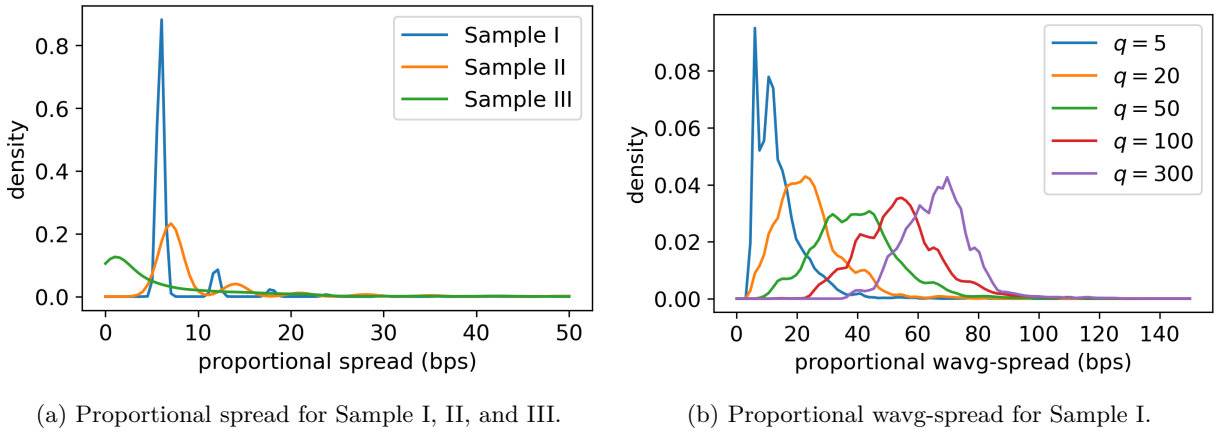 Sample I
Sample II
Sample III
density
0.8
0.6
0.4
0.2
0.0
0 10 20 30 40 50
proportional spread (bps)
(a) Proportional spread for Sample I, II, and III.
q = 5
q = 20
q = 50
q = 100
q = 300
density
0.08
0.06
0.04
0.02
0.00
0 20 40 60 80 100 120 140
proportional wavg-spread (bps)
(b) Proportional wavg-spread for Sample I.